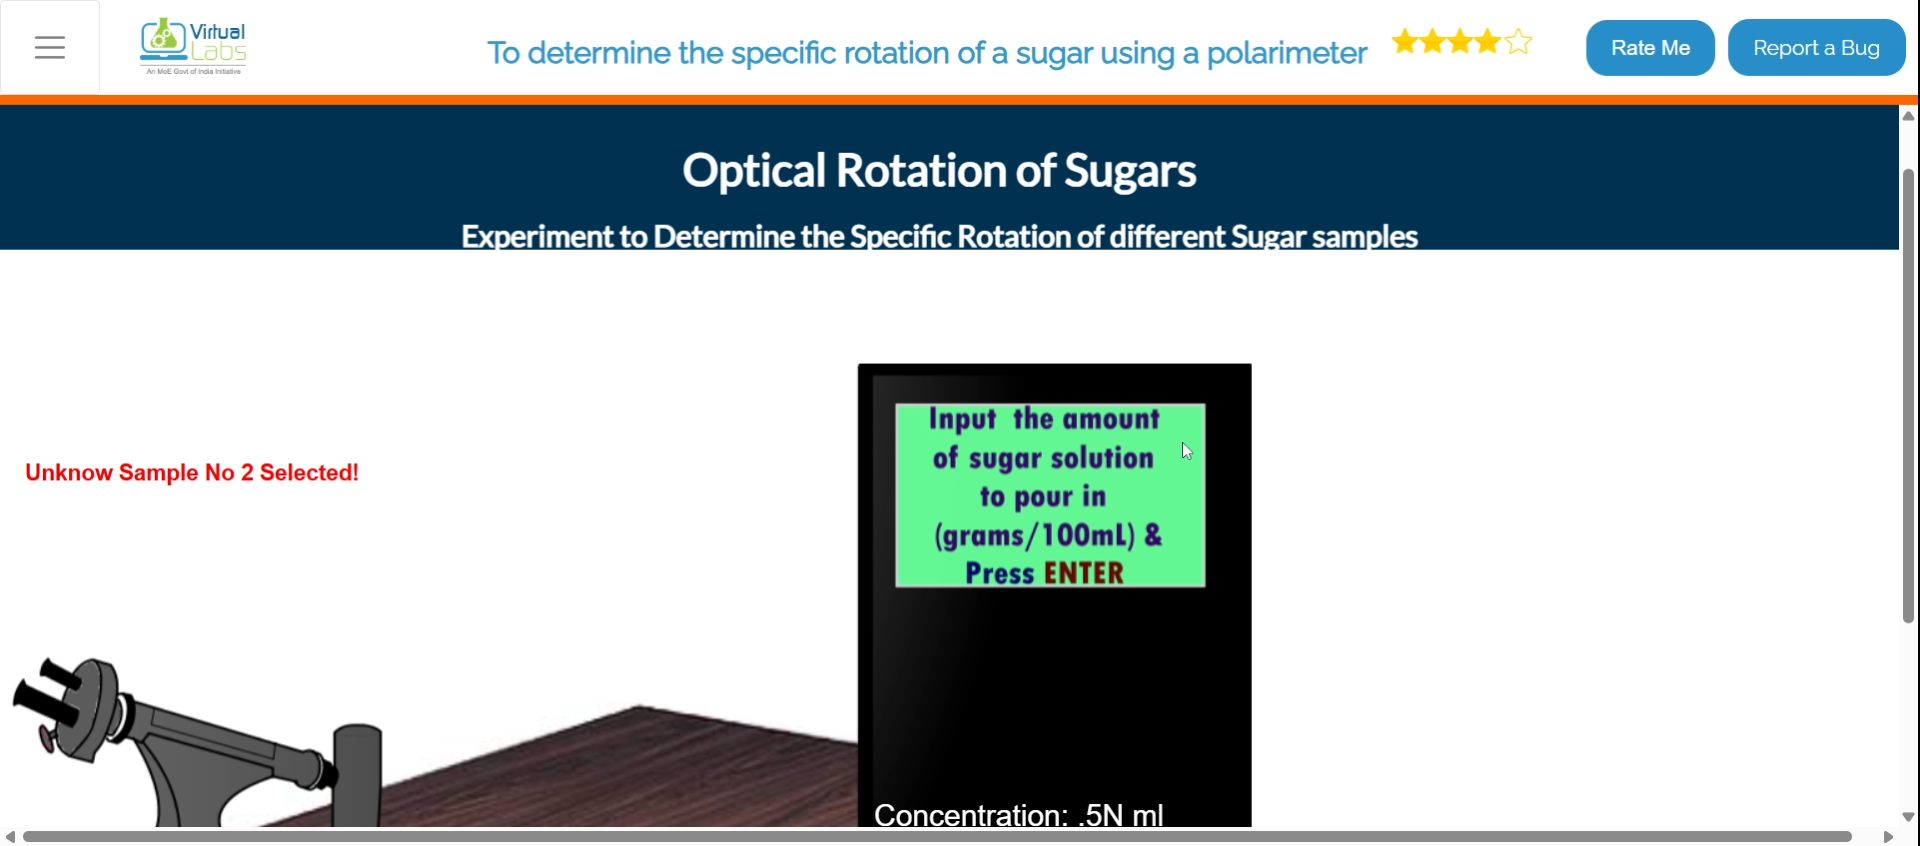 Virtual
Labs
An MoE Govt of India Initiative
To determine the specific rotation of a sugar using a polarimeter
Rate Me
Report a Bug
Optical Rotation of Sugars
Experiment to Determine the Specific Rotation of different Sugar samples
Unknow Sample No 2 Selected!
Input the amount
of sugar solution
to pour in
(grams/100mL) &
Press ENTER
Concentration: .5N ml